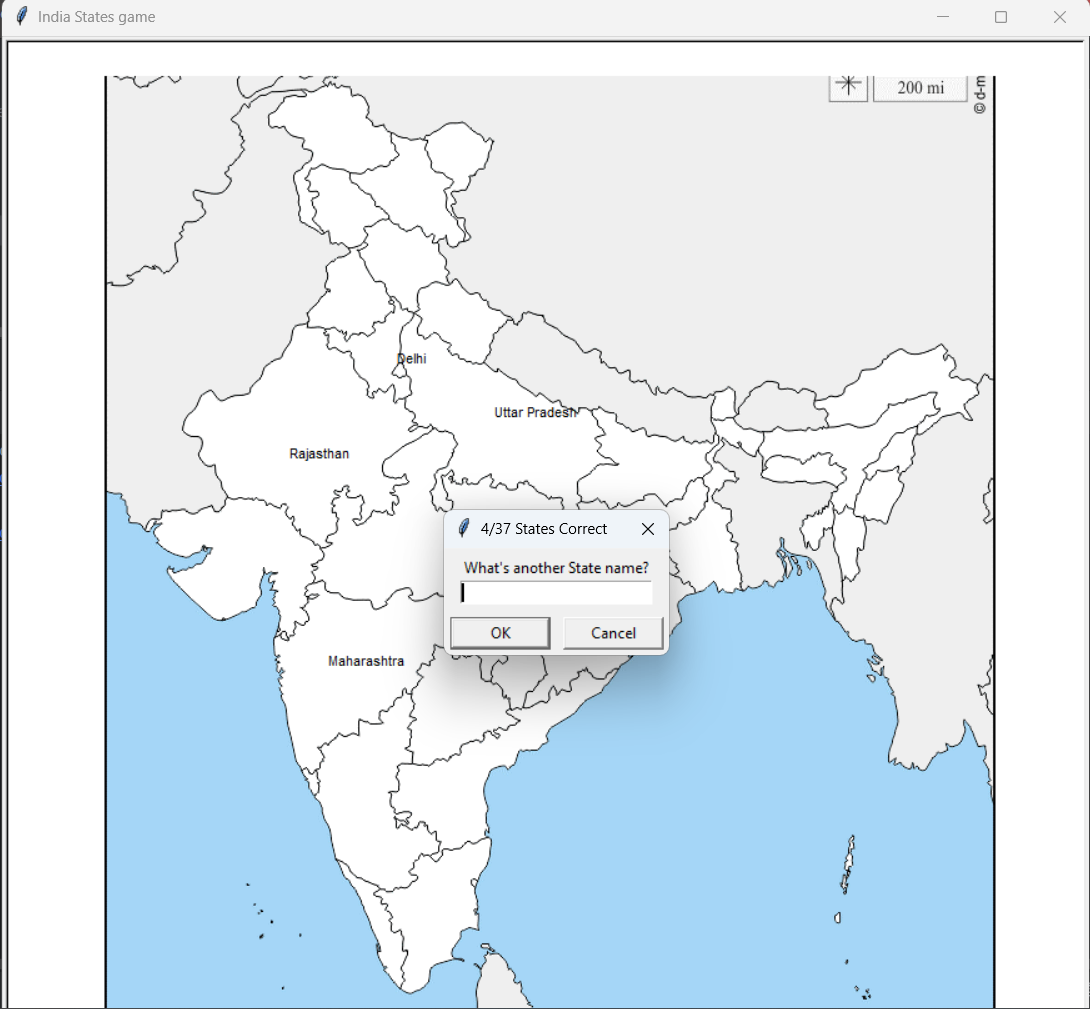 India States game
200 mi
© d-m
Delhi
Uttar Pradesh
Rajasthan
4/37 States Correct
What's another State name?
OK
Cancel
Maharashtra